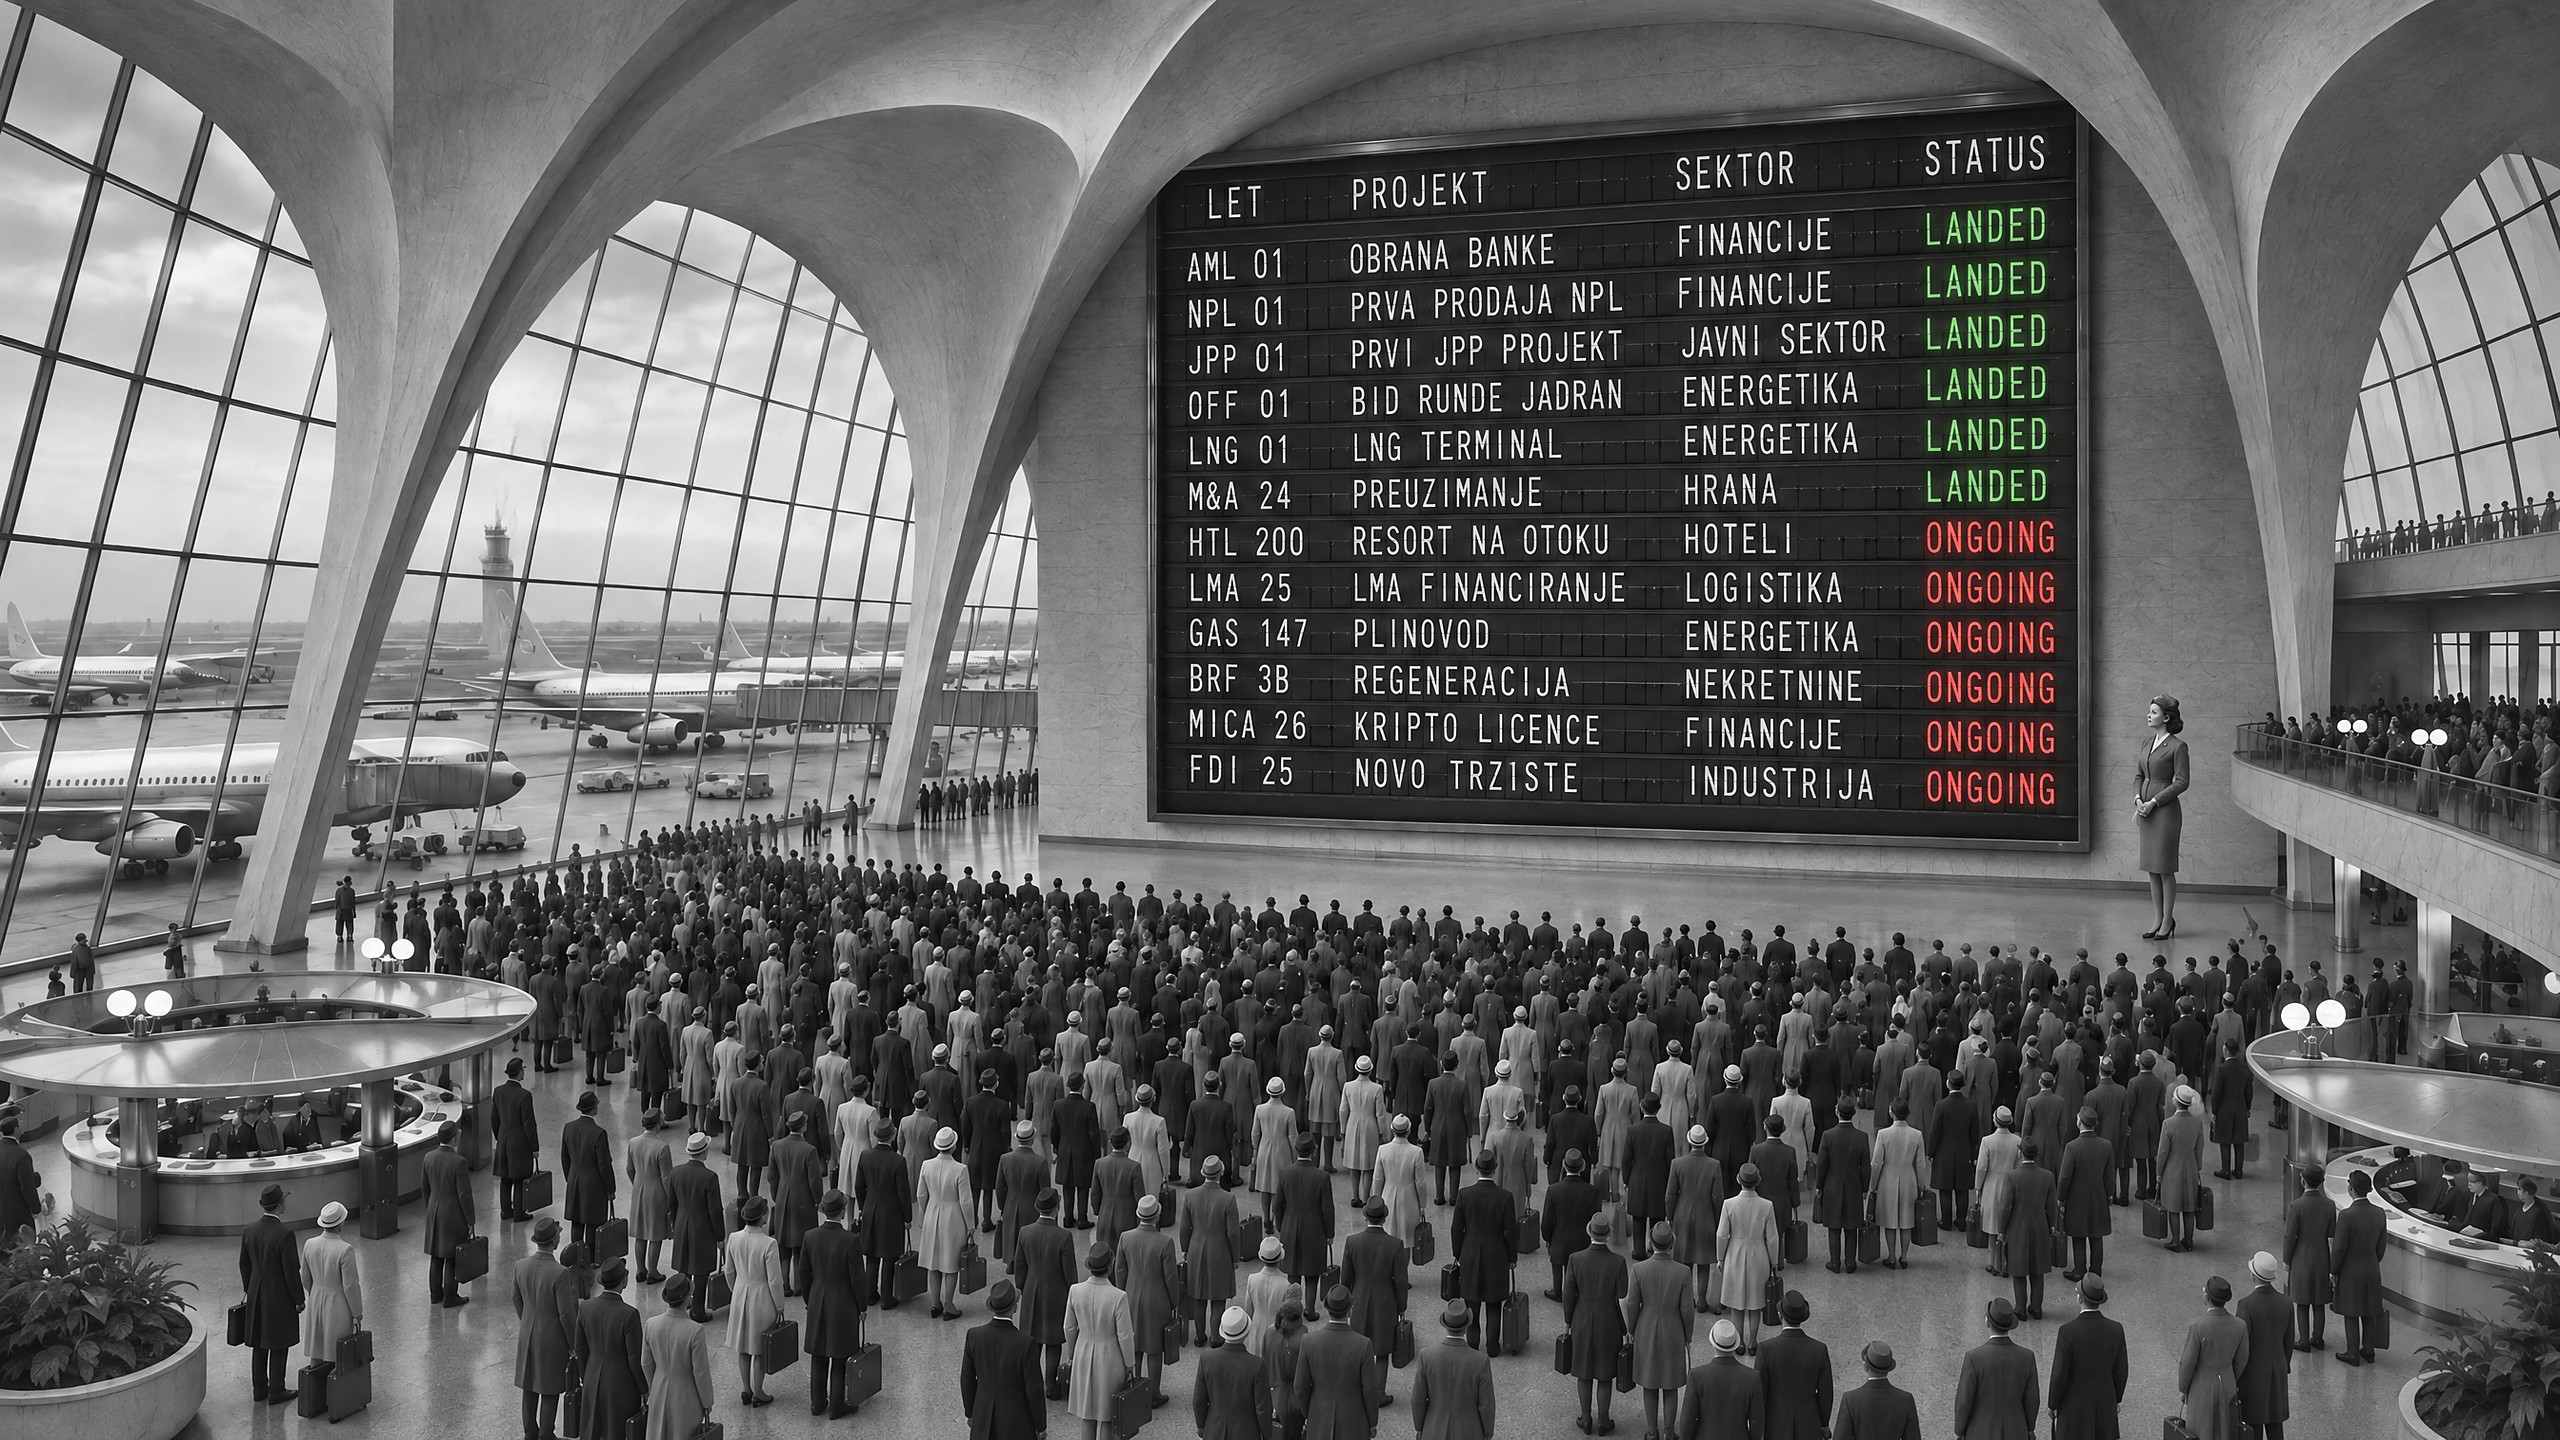 LET PROJEKT SEKTOR STATUS
AML 01 OBRANA BANKE FINANCIJE LANDED
NPL 01 PRVA PRODAJA NPL FINANCIJE LANDED
JPP 01 PRVI JPP PROJEKT JAVNI SEKTOR LANDED
OFF 01 BID RUNDE JADRAN ENERGETIKA LANDED
LNG 01 LNG TERMINAL ENERGETIKA LANDED
M&A 24 PREUZIMANJE HRANA LANDED
HTL 200 RESORT NA OTOKU HOTELI ONGOING
LMA 25 LMA FINANCIRANJE LOGISTIKA ONGOING
GAS 147 PLINOVOD ENERGETIKA ONGOING
BRF 3B REGENERACIJA NEKRETNINE ONGOING
MICA 26 KRIPTO LICENCE FINANCIJE ONGOING
FDI 25 NOVO TRZ1STE INDUSTRIJA ONGOING